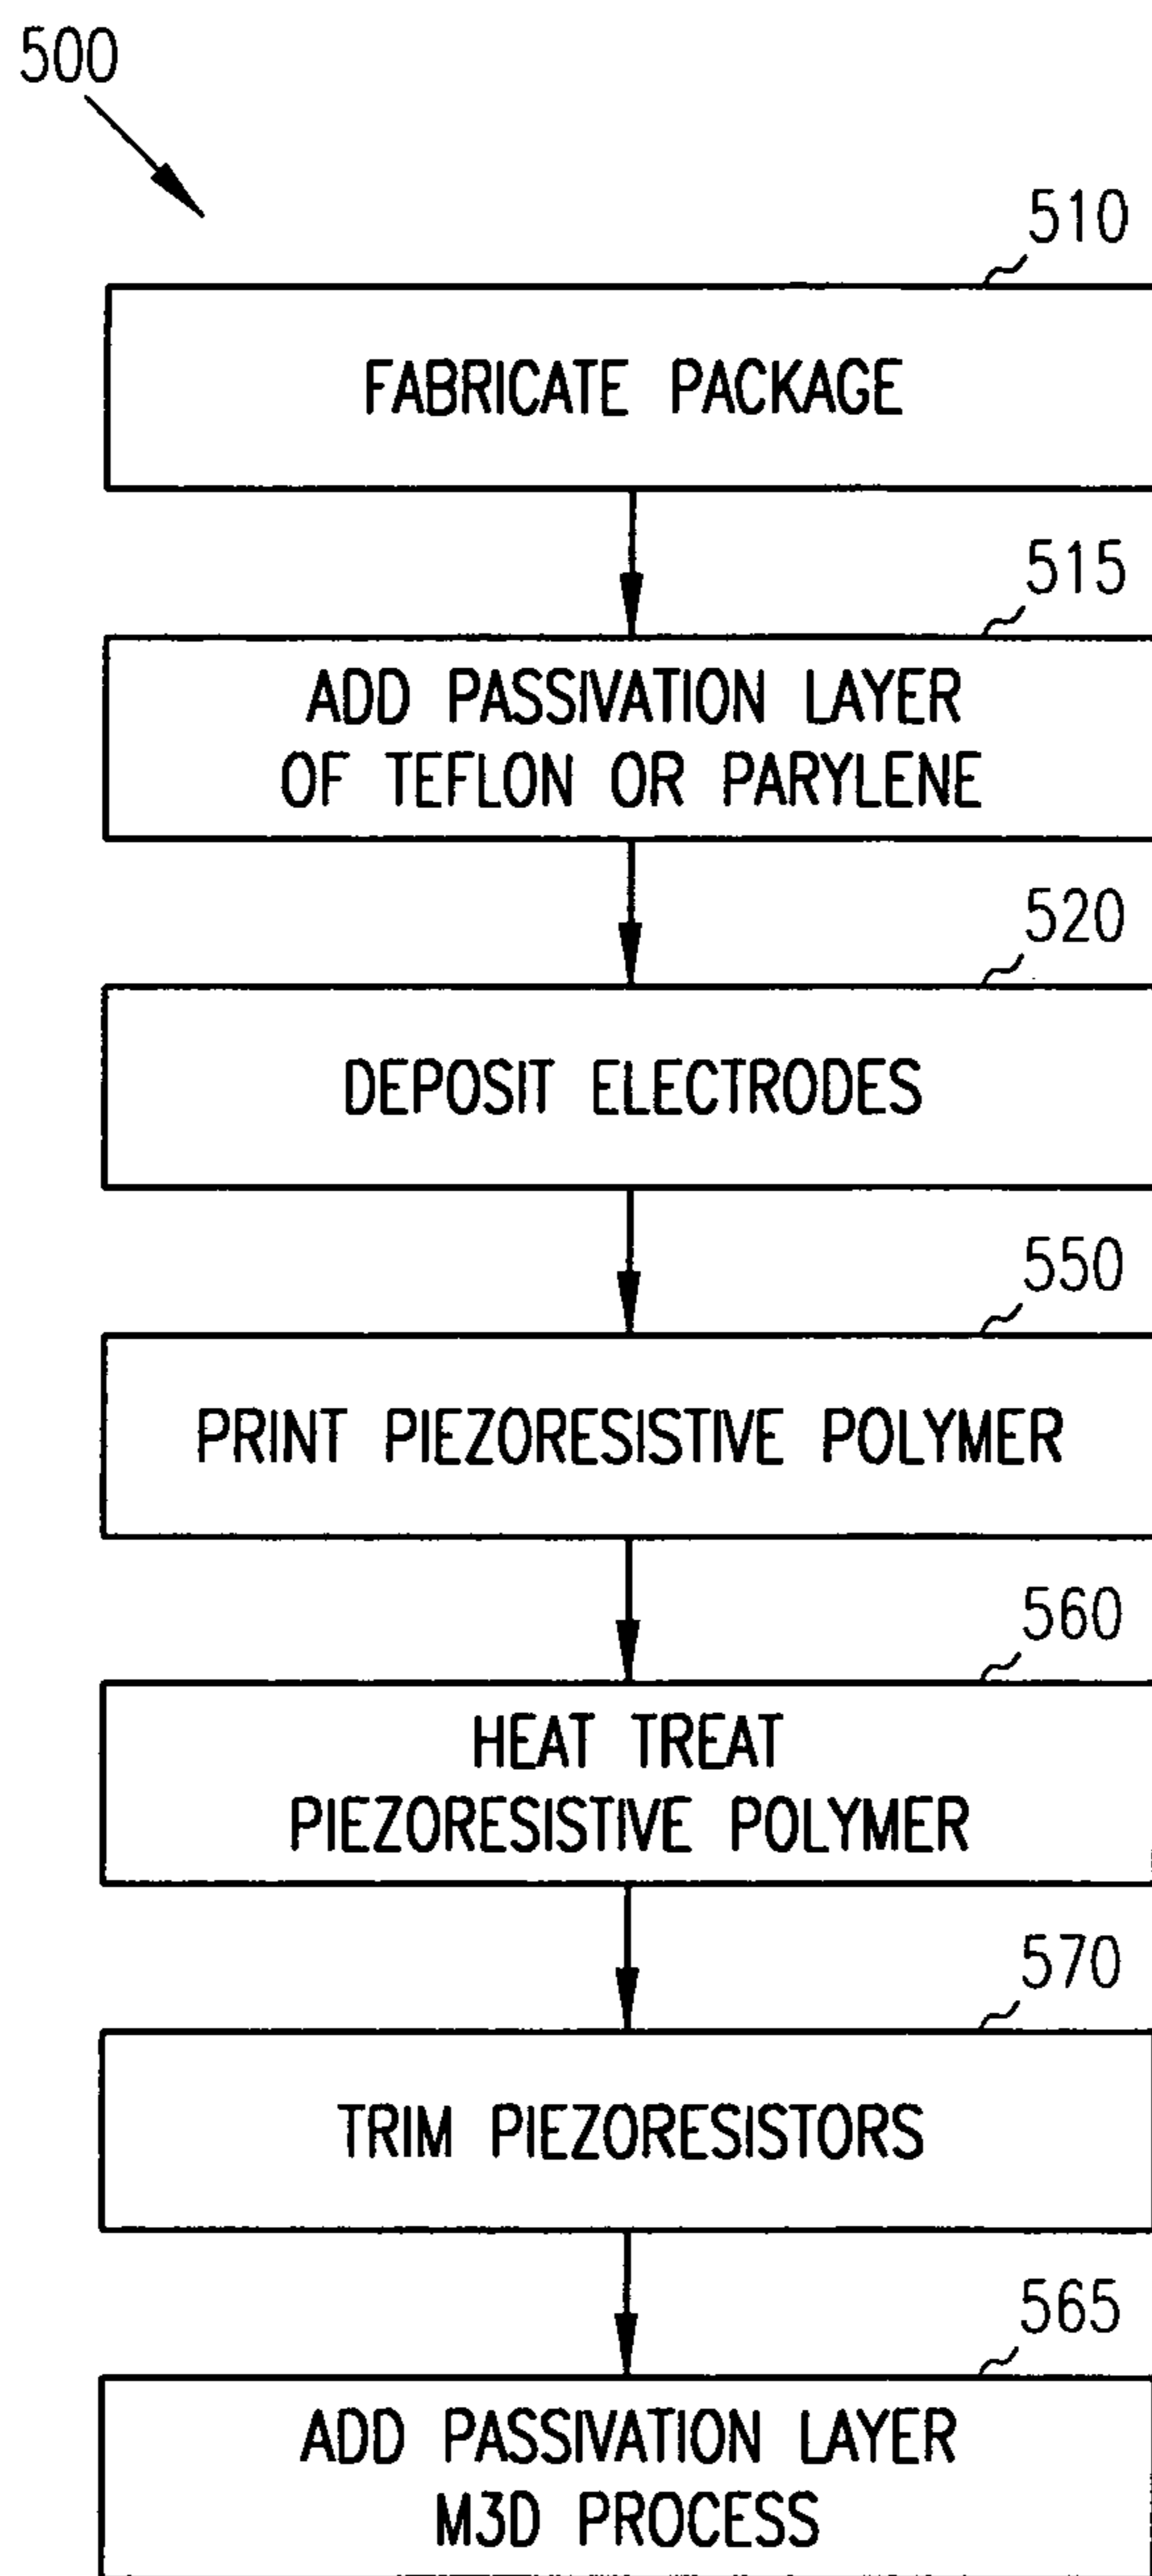 500
510
FABRICATE PACKAGE
515
ADD PASSIVATION LAYER
OF TEFLON OR PARYLENE
520
DEPOSIT ELECTRODES
550
PRINT PIEZORESISTIVE POLYMER
560
HEAT TREAT
PIEZORESISTIVE POLYMER
570
TRIM PIEZORESISTORS
565
ADD PASSIVATION LAYER
M3D PROCESS